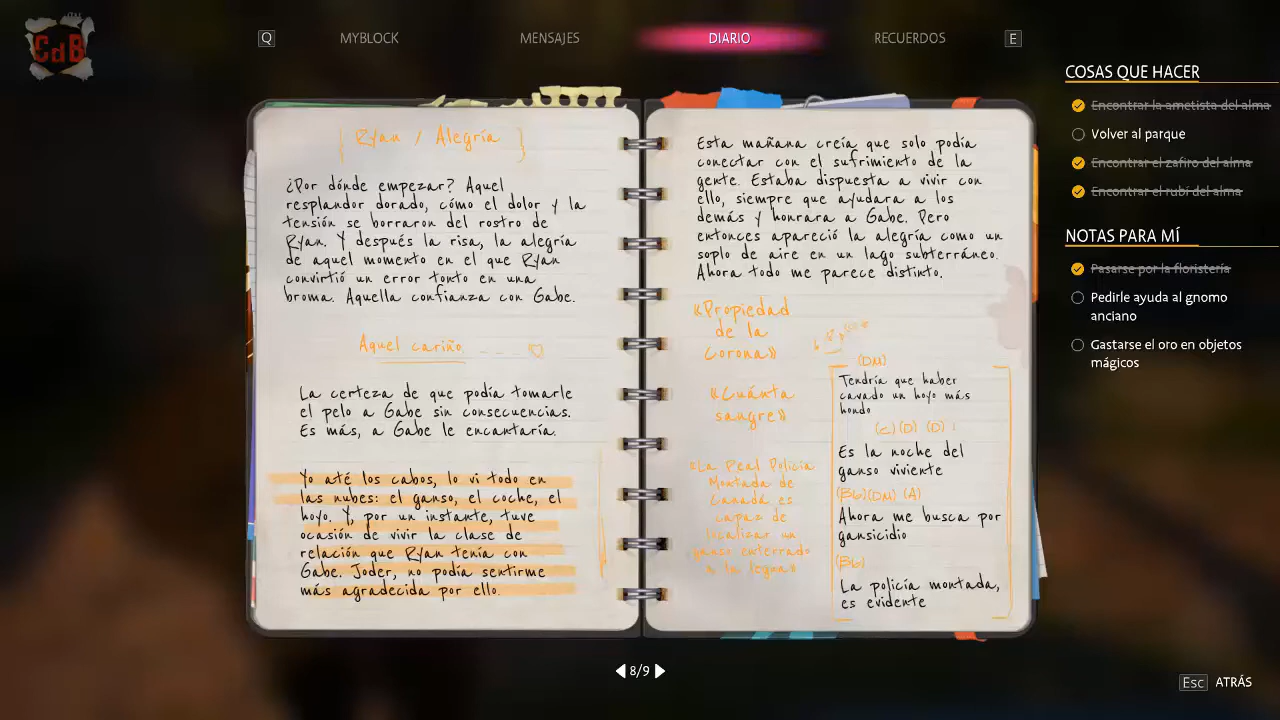 CdB
Q
MYBLOCK
MENSAJES
DIARIO
RECUERDOS
E
Ryan / Alegría
¿Por dónde empezar? Aquel
resplandor dorado, cómo el dolor y la
tensión se borraron del rostro de
Ryan. Y después la risa, la alegría
de aquel momento en el que Ryan
convirtió un error tonto en una
broma. Aquella confianza con Gabe.
Aquel cariño
La certeza de que podía tomarle
el pelo a Gabe sin consecuencias.
Es más, a Gabe le encantaría.
Yo até los cabos, lo vi todo en
las nubes: el ganso, el coche, el
hoyo. Y, por un instante, tuve
ocasión de vivir la clase de
relación que Ryan tenía con
Gabe. Joder, no podía sentirme
más agradecida por ello.
Esta mañana creía que solo podía
conectar con el sufrimiento de la
gente. Estaba dispuesta a vivir con
ello, siempre que ayudara a los
demás y honrara a Gabe. Pero
entonces apareció la alegría como un
soplo de aire en un lago subterráneo.
Ahora todo me parece distinto.
«Propiedad
de la
Corona»
«Cuánta
sangre»
«La Real Policía
Montada de
Canadá es
capaz de
localizar un
ganso enterrado
a la legua»
(DM)
Tendría que haber
cavado un hoyo más
hondo
(C) (D) (D)
Es la noche del
ganso viviente
(Bb) (DM) (A)
Ahora me busca por
gansicidio
(Bb)
La policía montada,
es evidente
8/9
COSAS QUE HACER
Encontrar la ametista del alma
Volver al parque
Encontrar el zafiro del alma
Encontrar el rubí del alma
NOTAS PARA MÍ
Pasarse por la floristería
Pedirle ayuda al gnomo
anciano
Gastarse el oro en objetos
mágicos
Esc ATRÁS